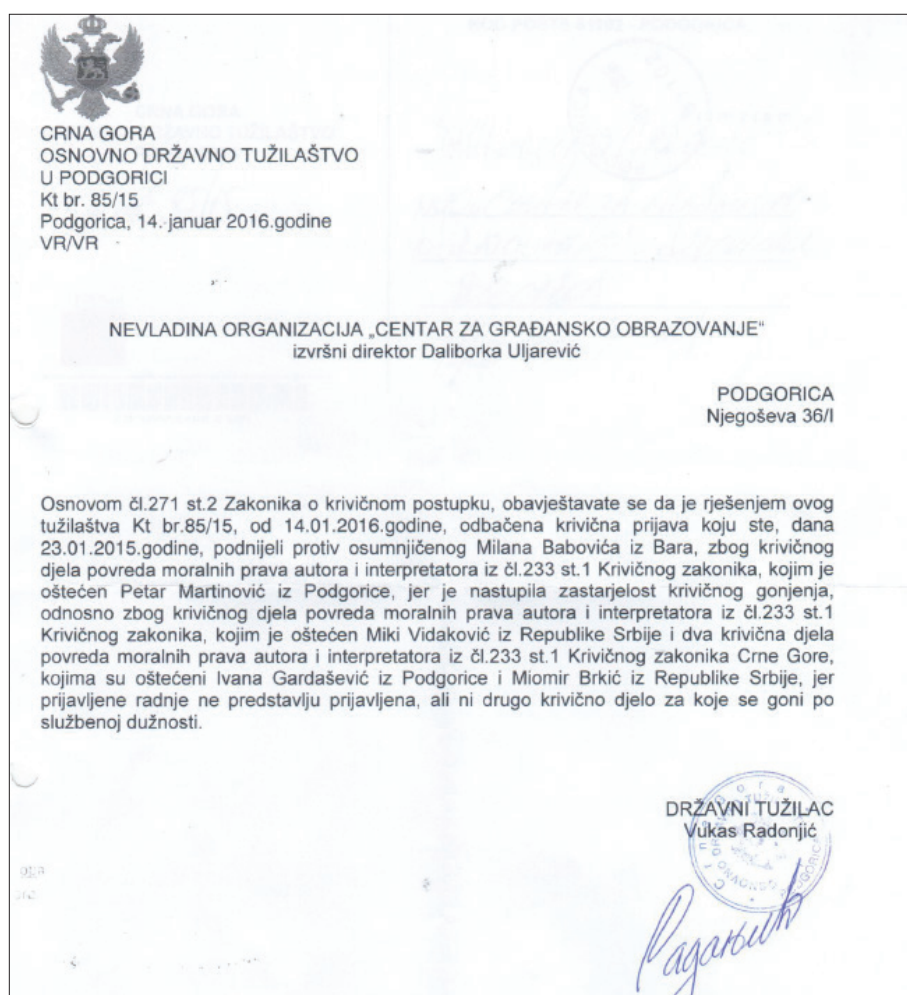 CRNA GORA
OSNOVNO DRŽAVNO TUŽILAŠTVO
U PODGORICI
Kt br. 85/15
Podgorica, 14. januar 2016.godine
VR/VR
NEVLADINA ORGANIZACIJA „CENTAR ZA GRAĐANSKO OBRAZOVANJE“
izvršni direktor Daliborka Uljarević
PODGORICA
Njegoševa 36/I
Osnovom čl.271 st.2 Zakonika o krivičnom postupku, obavještavate se da je rješenjem ovog
tužilaštva Kt br.85/15, od 14.01.2016.godine, odbačena krivična prijava koju ste, dana
23.01.2015.godine, podnijeli protiv osumnjičenog Milana Babovića iz Bara, zbog krivičnog
djela povreda moralnih prava autora i interpretatora iz čl.233 st.1 Krivičnog zakonika, kojim je
oštećen Petar Martinović iz Podgorice, jer je nastupila zastarjelost krivičnog gonjenja,
odnosno zbog krivičnog djela povreda moralnih prava autora i interpretatora iz čl.233 st.1
Krivičnog zakonika, kojim je oštećen Miki Vidaković iz Republike Srbije i dva krivična djela
povreda moralnih prava autora i interpretatora iz čl.233 st.1 Krivičnog zakonika Crne Gore,
kojima su oštećeni Ivana Gardašević iz Podgorice i Miomir Brkić iz Republike Srbije, jer
prijavljene radnje ne predstavlju prijavljena, ali ni drugo krivično djelo za koje se goni po
službenoj dužnosti.
DRŽAVNI TUŽILAC
Vukas Radonjić
Crna Gora